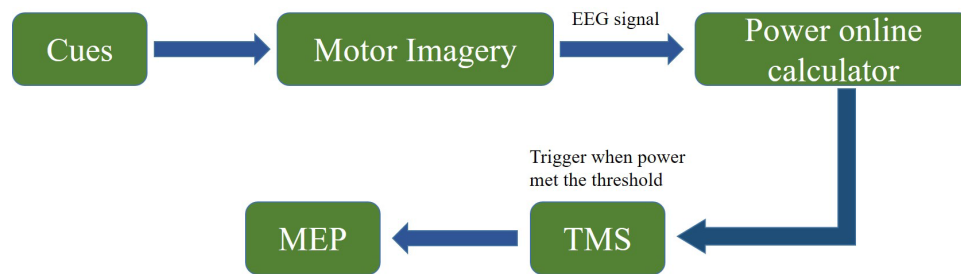 Cues
Motor Imagery
EEG signal
Power online
calculator
Trigger when power
met the threshold
TMS
MEP